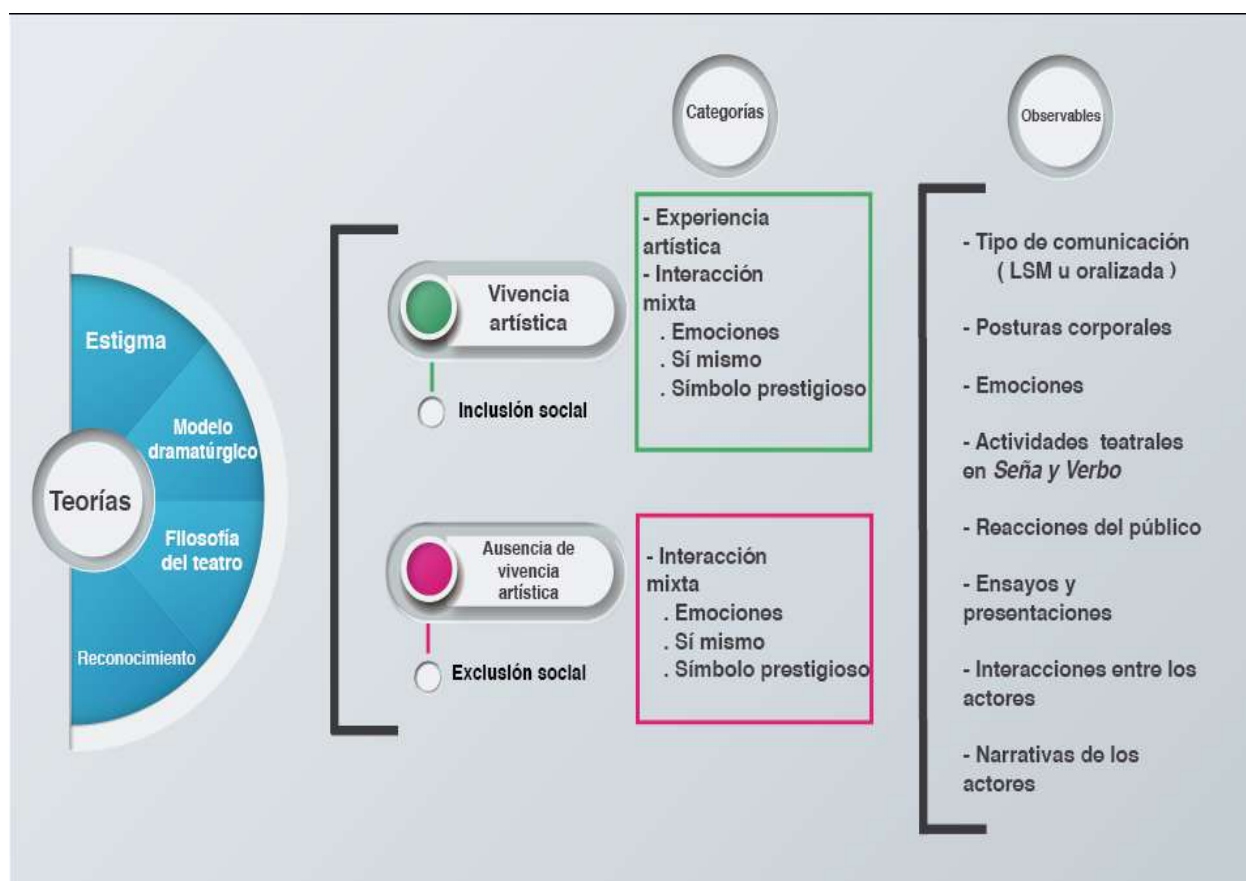 Teorías
Estigma
Modelo
dramatúrgico
Filosofía
del teatro
Reconocimiento
Vivencia
artística
Inclusión social
Ausencia de
vivencia
artística
Exclusión social
Categorías
- Experiencia
artística
- Interacción
mixta
. Emociones
. Sí mismo
. Símbolo prestigioso
- Interacción
mixta
. Emociones
. Sí mismo
. Símbolo prestigioso
Observables
- Tipo de comunicación
( LSM u oralizada )
- Posturas corporales
- Emociones
- Actividades teatrales
en Seña y Verbo
- Reacciones del público
- Ensayos y
presentaciones
- Interacciones entre los
actores
- Narrativas de los
actores